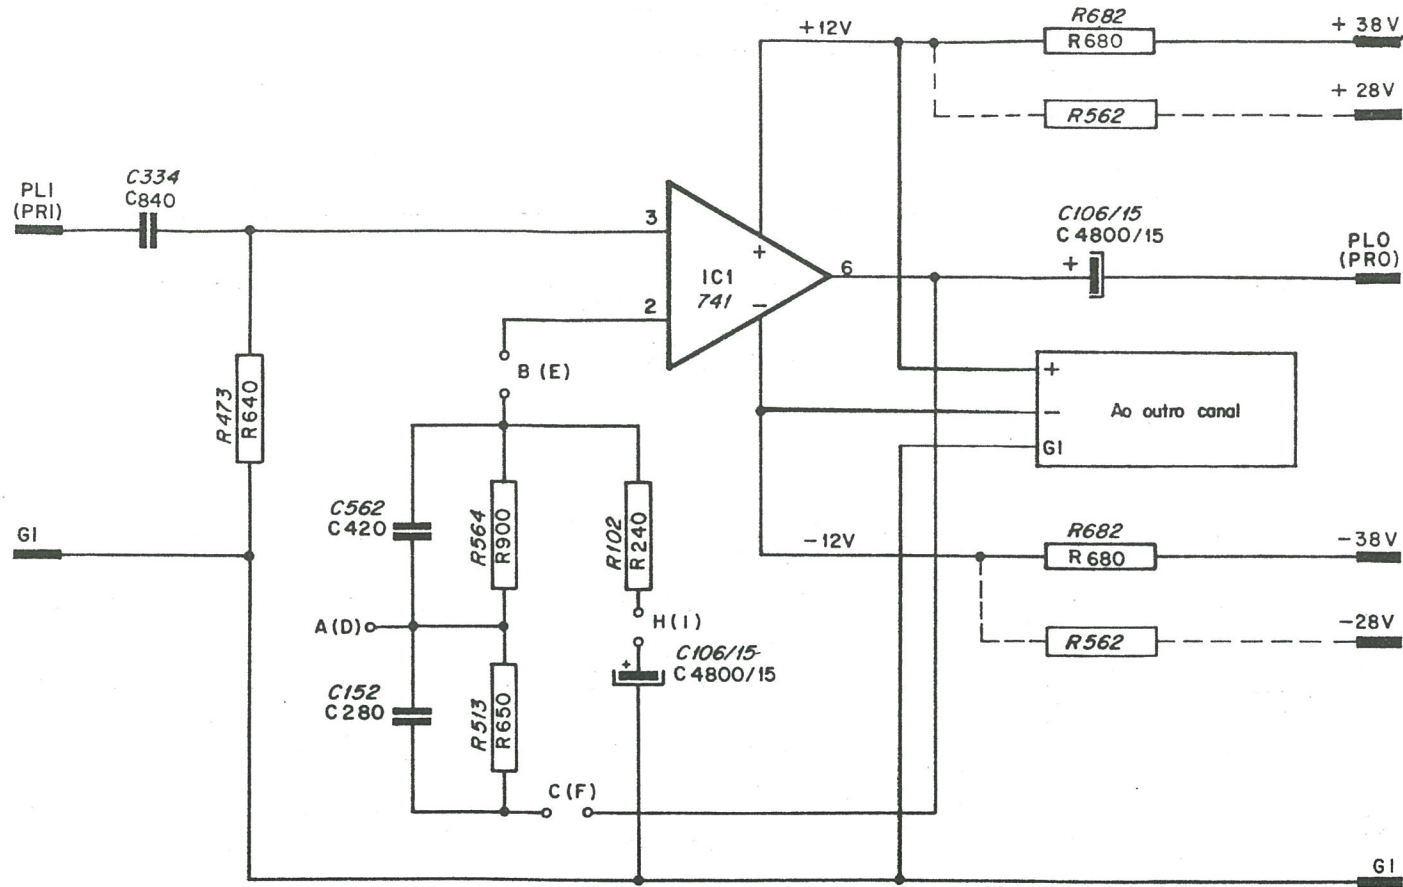 R682
R680
+12V
+ 38V
+ 28V
R562
C334
C840
PLI
(PRI)
3
+
IC1
741
−
6
2
C106/15
C 4800/15
+
PLO
(PRO)
B (E)
+
−
GI
Ao outro canal
R473
R640
GI
C562
C420
R564
R900
R102
R240
−12V
R682
R680
−38V
−28V
R562
A(D)
H(I)
C106/15
C 4800/15
+
C152
C280
R513
R650
C (F)
GI